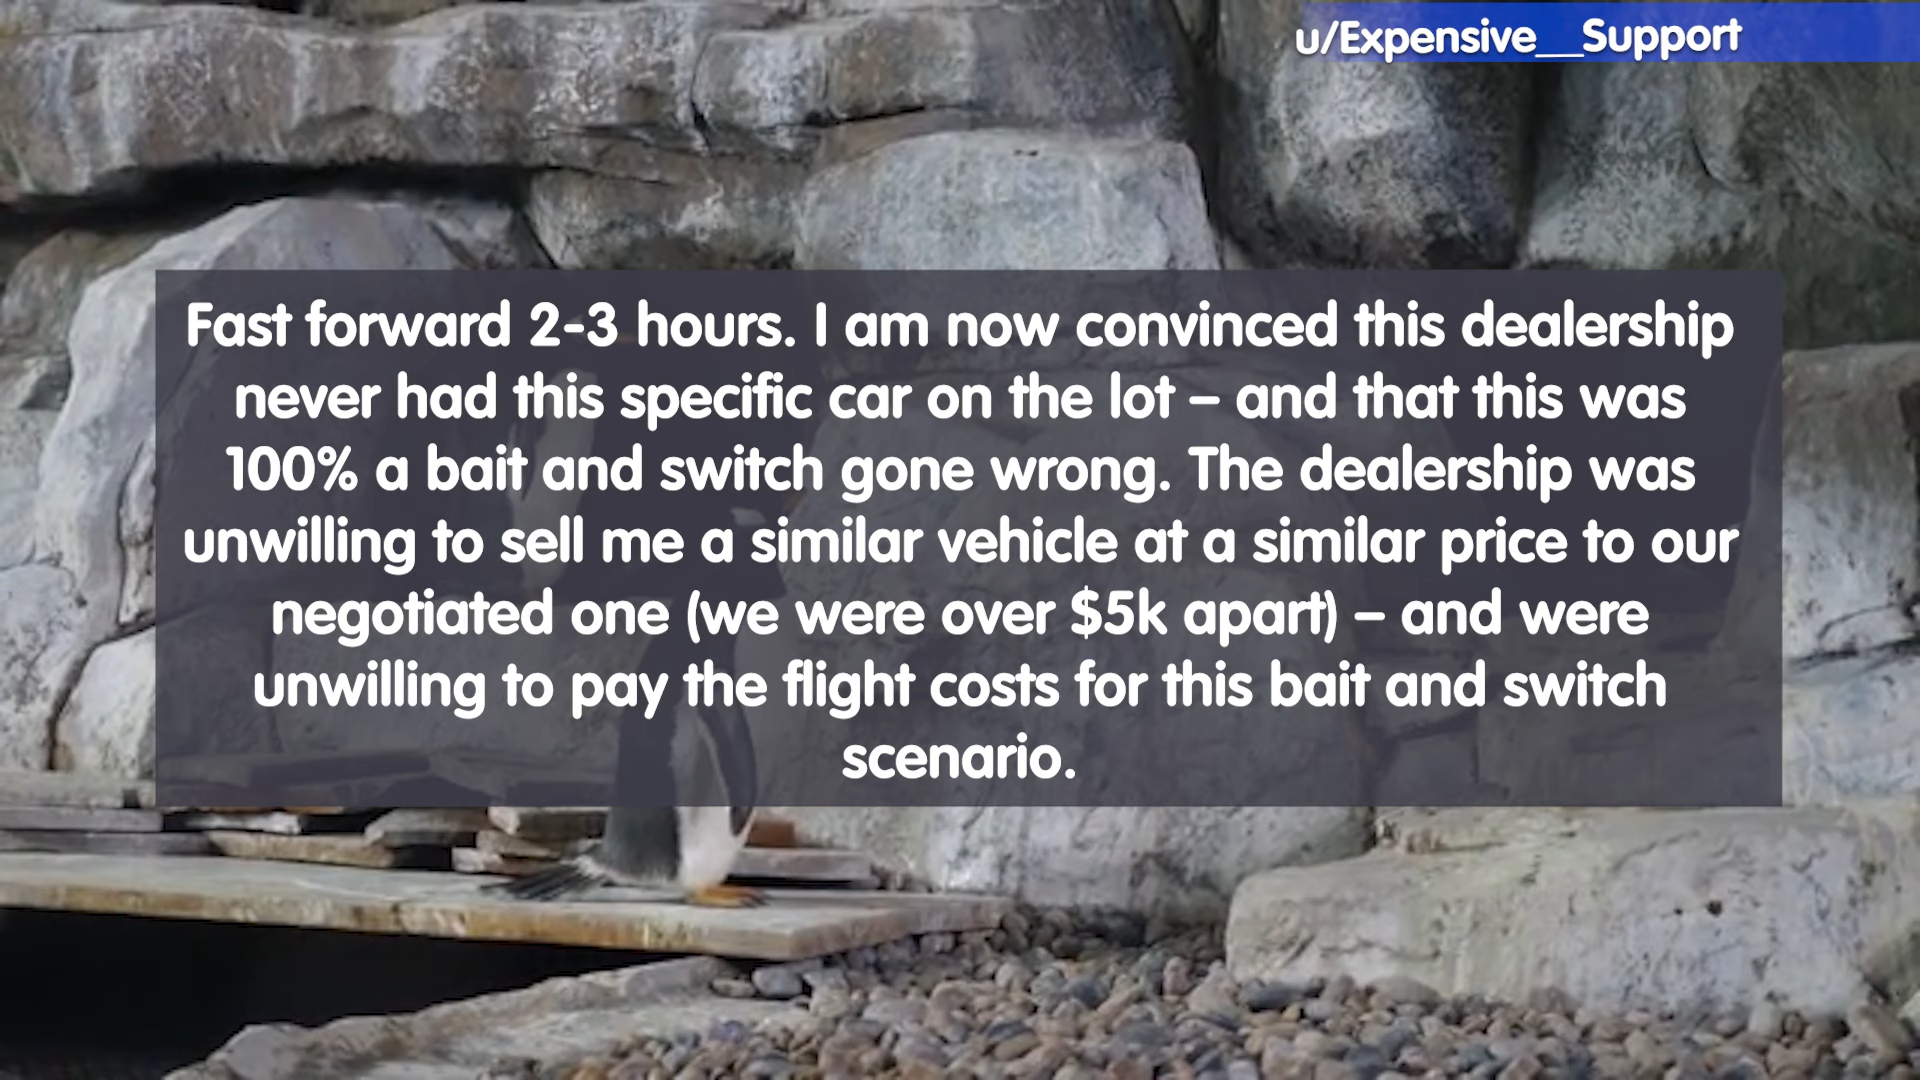 u/Expensive__Support
Fast forward 2-3 hours. I am now convinced this dealership
never had this specific car on the lot – and that this was
100% a bait and switch gone wrong. The dealership was
unwilling to sell me a similar vehicle at a similar price to our
negotiated one (we were over $5k apart) – and were
unwilling to pay the flight costs for this bait and switch
scenario.